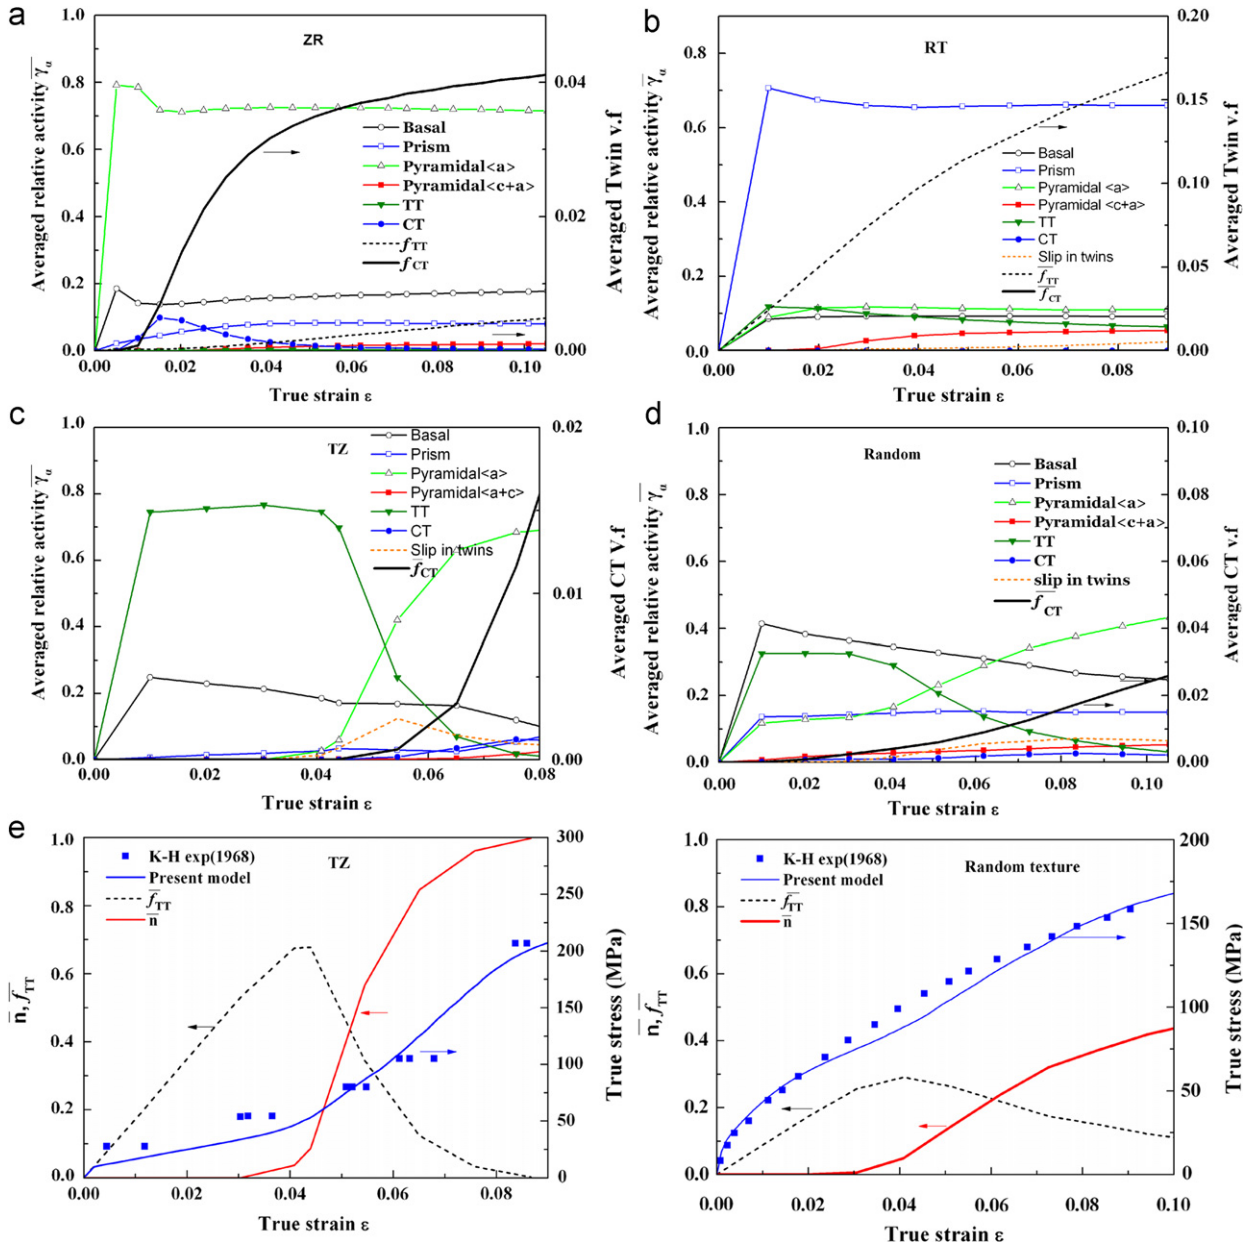 a
ZR
1.0
0.8
0.6
0.4
0.2
0.0
Averaged relative activity γα
0.04
0.02
0.00
Averaged Twin v.f
Basal
Prism
Pyramidal<a>
Pyramidal<c+a>
TT
CT
fTT
fCT
0.00 0.02 0.04 0.06 0.08 0.10
True strain ε
b
RT
0.8
0.6
0.4
0.2
0.0
Averaged relative activity γα
0.20
0.15
0.10
0.05
0.00
Averaged Twin v.f
Basal
Prism
Pyramidal <a>
Pyramidal <c+a>
TT
CT
Slip in twins
fTT
fCT
0.00 0.02 0.04 0.06 0.08
True strain ε
c
TZ
1.0
0.8
0.6
0.4
0.2
0.0
Averaged relative activity γα
0.02
0.01
0.00
Averaged CT V.f
Basal
Prism
Pyramidal<a>
Pyramidal<a+c>
TT
CT
Slip in twins
fCT
0.00 0.02 0.04 0.06 0.08
True strain ε
d
Random
1.0
0.8
0.6
0.4
0.2
0.0
Averaged relative activity γα
0.10
0.08
0.06
0.04
0.02
0.00
Averaged CT v.f
Basal
Prism
Pyramidal<a>
Pyramidal<c+a>
TT
CT
slip in twins
fCT
0.00 0.02 0.04 0.06 0.08 0.10
True strain ε
e
TZ
1.0
0.8
0.6
0.4
0.2
0.0
n, fTT
300
250
200
150
100
50
0
True stress (MPa)
K-H exp(1968)
Present model
fTT
n
0.00 0.02 0.04 0.06 0.08
True strain ε
Random texture
1.0
0.8
0.6
0.4
0.2
0.0
n, fTT
200
150
100
50
0
True stress (MPa)
K-H exp(1968)
Present model
fTT
n
0.00 0.02 0.04 0.06 0.08 0.10
True strain ε